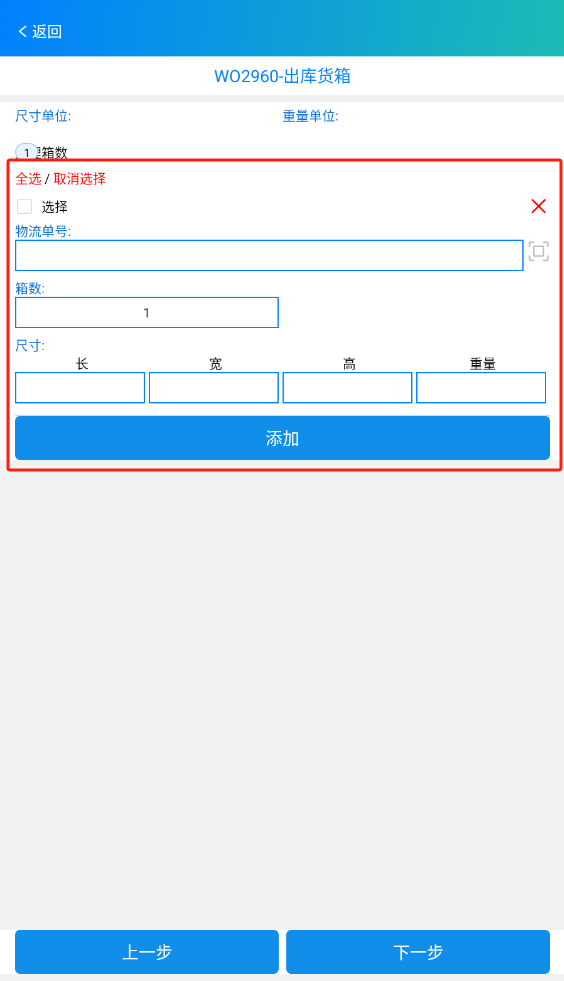 返回
WO2960-出库货箱
尺寸单位: 重量单位:
1 箱数
全选 / 取消选择
选择
物流单号:
箱数:
1
尺寸:
长 宽 高 重量
添加
上一步 下一步